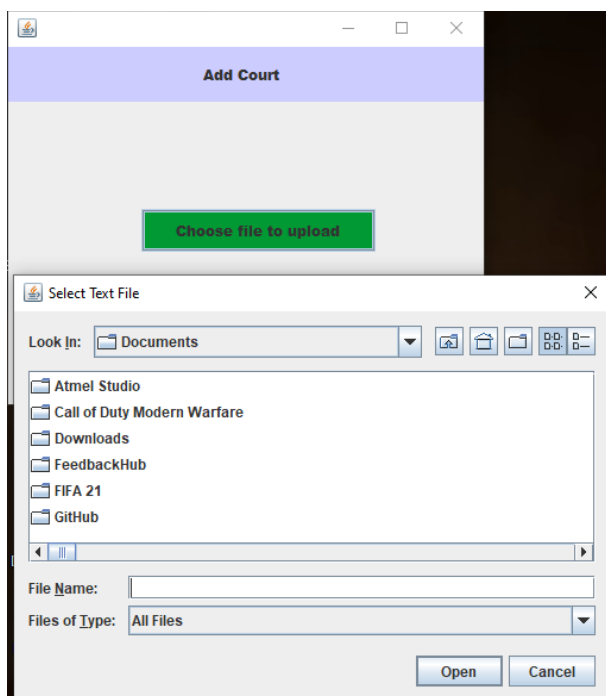 Add Court
Choose file to upload
Select Text File
Look In: Documents
Atmel Studio
Call of Duty Modern Warfare
Downloads
FeedbackHub
FIFA 21
GitHub
File Name:
Files of Type: All Files
Open Cancel